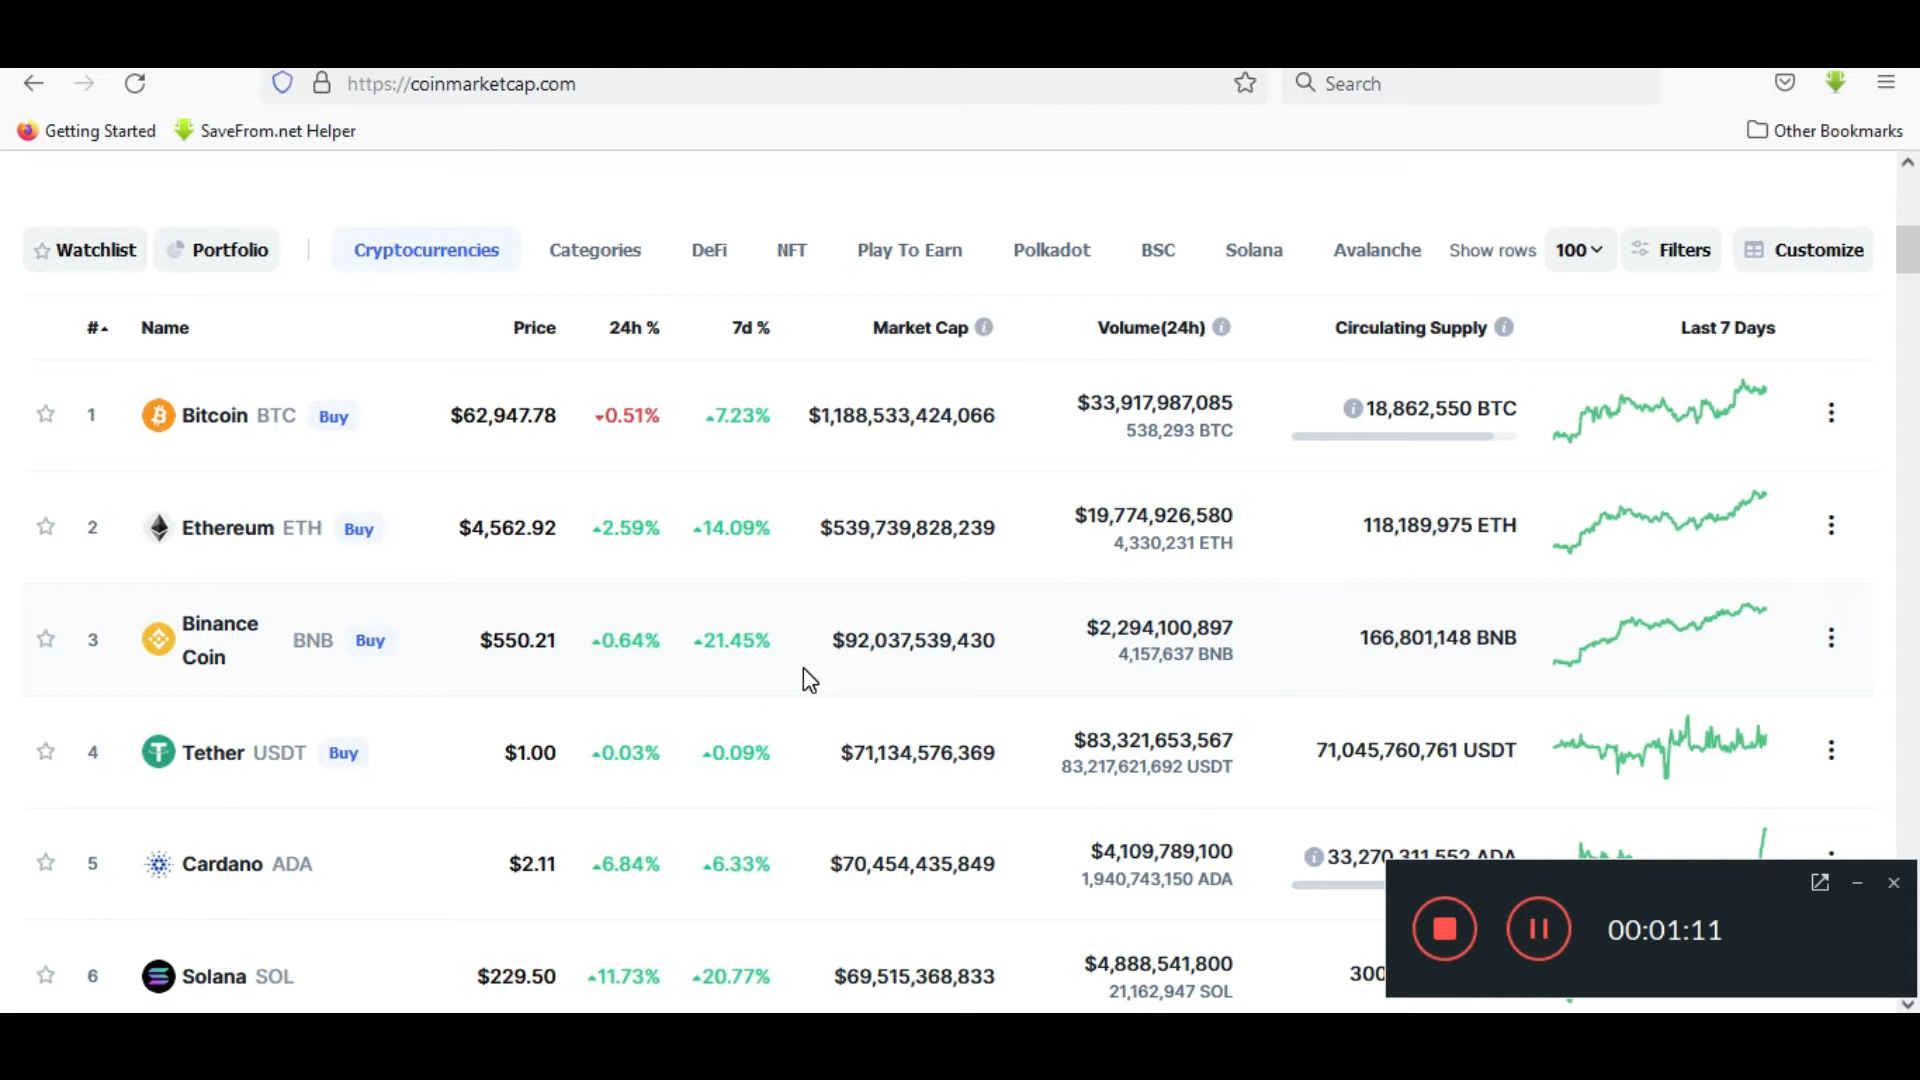 https://coinmarketcap.com
Search
Getting Started
SaveFrom.net Helper
Other Bookmarks
Watchlist
Portfolio
Cryptocurrencies
Categories
DeFi
NFT
Play To Earn
Polkadot
BSC
Solana
Avalanche
Show rows
100
Filters
Customize
# Name Price 24h % 7d % Market Cap Volume(24h) Circulating Supply Last 7 Days
1 Bitcoin BTC Buy $62,947.78 0.51% 7.23% $1,188,533,424,066 $33,917,987,085 18,862,550 BTC
538,293 BTC
2 Ethereum ETH Buy $4,562.92 2.59% 14.09% $539,739,828,239 $19,774,926,580 118,189,975 ETH
4,330,231 ETH
3 Binance Coin BNB Buy $550.21 0.64% 21.45% $92,037,539,430 $2,294,100,897 166,801,148 BNB
4,157,637 BNB
4 Tether USDT Buy $1.00 0.03% 0.09% $71,134,576,369 $83,321,653,567 71,045,760,761 USDT
83,217,621,692 USDT
5 Cardano ADA $2.11 6.84% 6.33% $70,454,435,849 $4,109,789,100 33,270,311,552 ADA
1,940,743,150 ADA
6 Solana SOL $229.50 11.73% 20.77% $69,515,368,833 $4,888,541,800 300
21,162,947 SOL
00:01:11